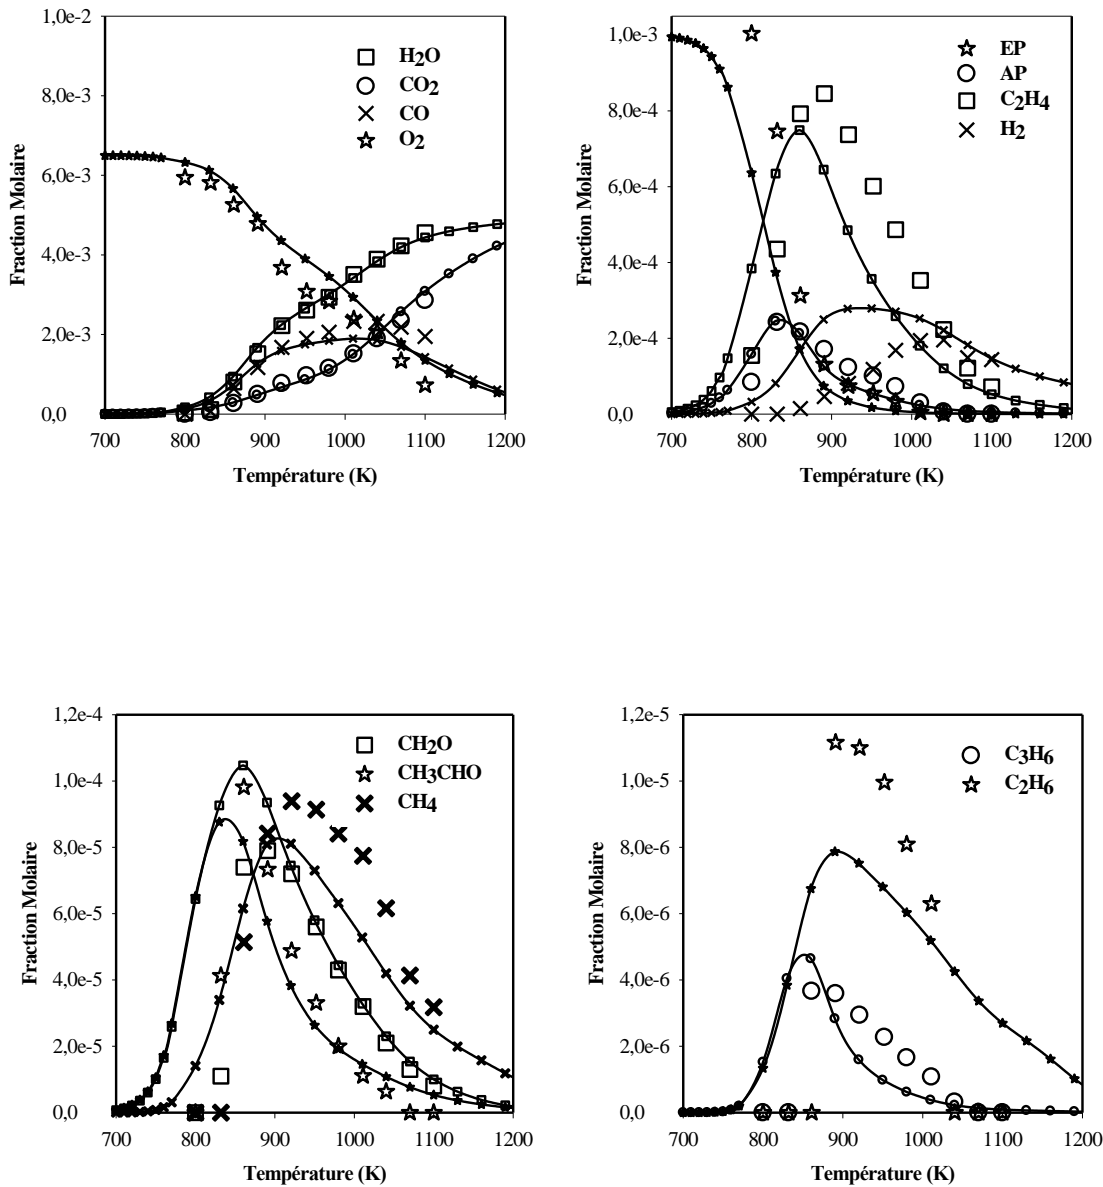 1,0e-2
8,0e-3
6,0e-3
4,0e-3
2,0e-3
0,0
700 800 900 1000 1100 1200
Température (K)
Fraction Molaire
H2O
CO2
CO
O2
1,0e-3
8,0e-4
6,0e-4
4,0e-4
2,0e-4
0,0
700 800 900 1000 1100 1200
Température (K)
Fraction Molaire
EP
AP
C2H4
H2
1,2e-4
1,0e-4
8,0e-5
6,0e-5
4,0e-5
2,0e-5
0,0
700 800 900 1000 1100 1200
Température (K)
Fraction Molaire
CH2O
CH3CHO
CH4
1,2e-5
1,0e-5
8,0e-6
6,0e-6
4,0e-6
2,0e-6
0,0
700 800 900 1000 1100 1200
Température (K)
Fraction Molaire
C3H6
C2H6